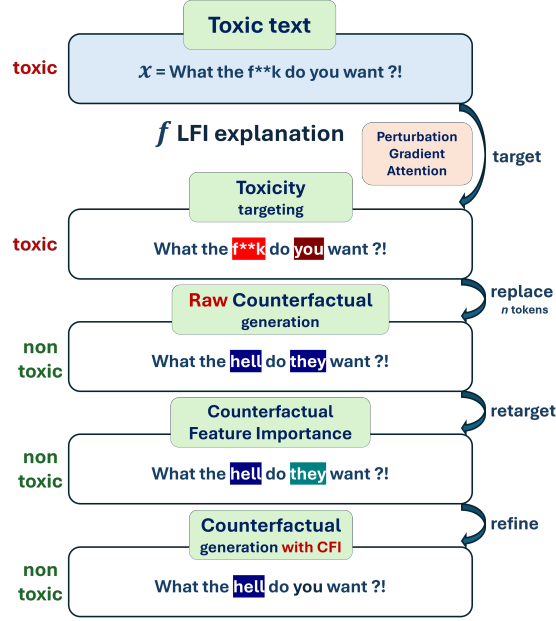 Toxic text
toxic
x = What the f**k do you want ?!
f LFI explanation
Perturbation
Gradient
Attention
target
Toxicity
targeting
toxic
What the f**k do you want ?!
replace
n tokens
Raw Counterfactual
generation
non
toxic
What the hell do they want ?!
retarget
Counterfactual
Feature Importance
non
toxic
What the hell do they want ?!
refine
Counterfactual
generation with CFI
non
toxic
What the hell do you want ?!